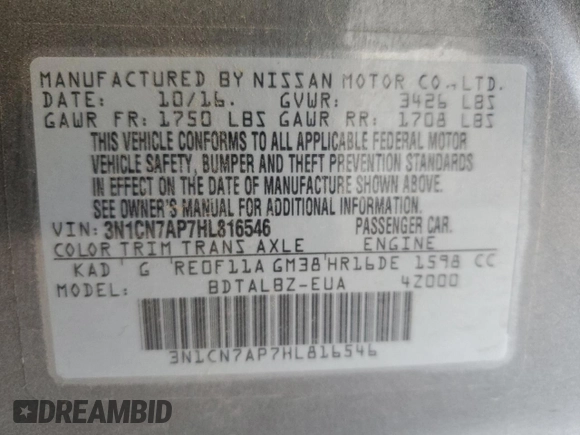 MANUFACTURED BY NISSAN MOTOR CO.,LTD.
DATE: 10/16. GVWR: 3426 LBS
GAWR FR: 1750 LBS GAWR RR: 1708 LBS
THIS VEHICLE CONFORMS TO ALL APPLICABLE FEDERAL MOTOR
VEHICLE SAFETY, BUMPER AND THEFT PREVENTION STANDARDS
IN EFFECT ON THE DATE OF MANUFACTURE SHOWN ABOVE.
SEE OWNER'S MANUAL FOR ADDITIONAL INFORMATION.
VIN: 3N1CN7AP7HL816546 PASSENGER CAR.
COLOR TRIM TRANS AXLE ENGINE
KAD ' G ' RE0F11A GM38 ' HR16DE 1598 CC
MODEL: BDTALBZ-EUA 4Z000
3N1CN7AP7HL816546
DREAMBID